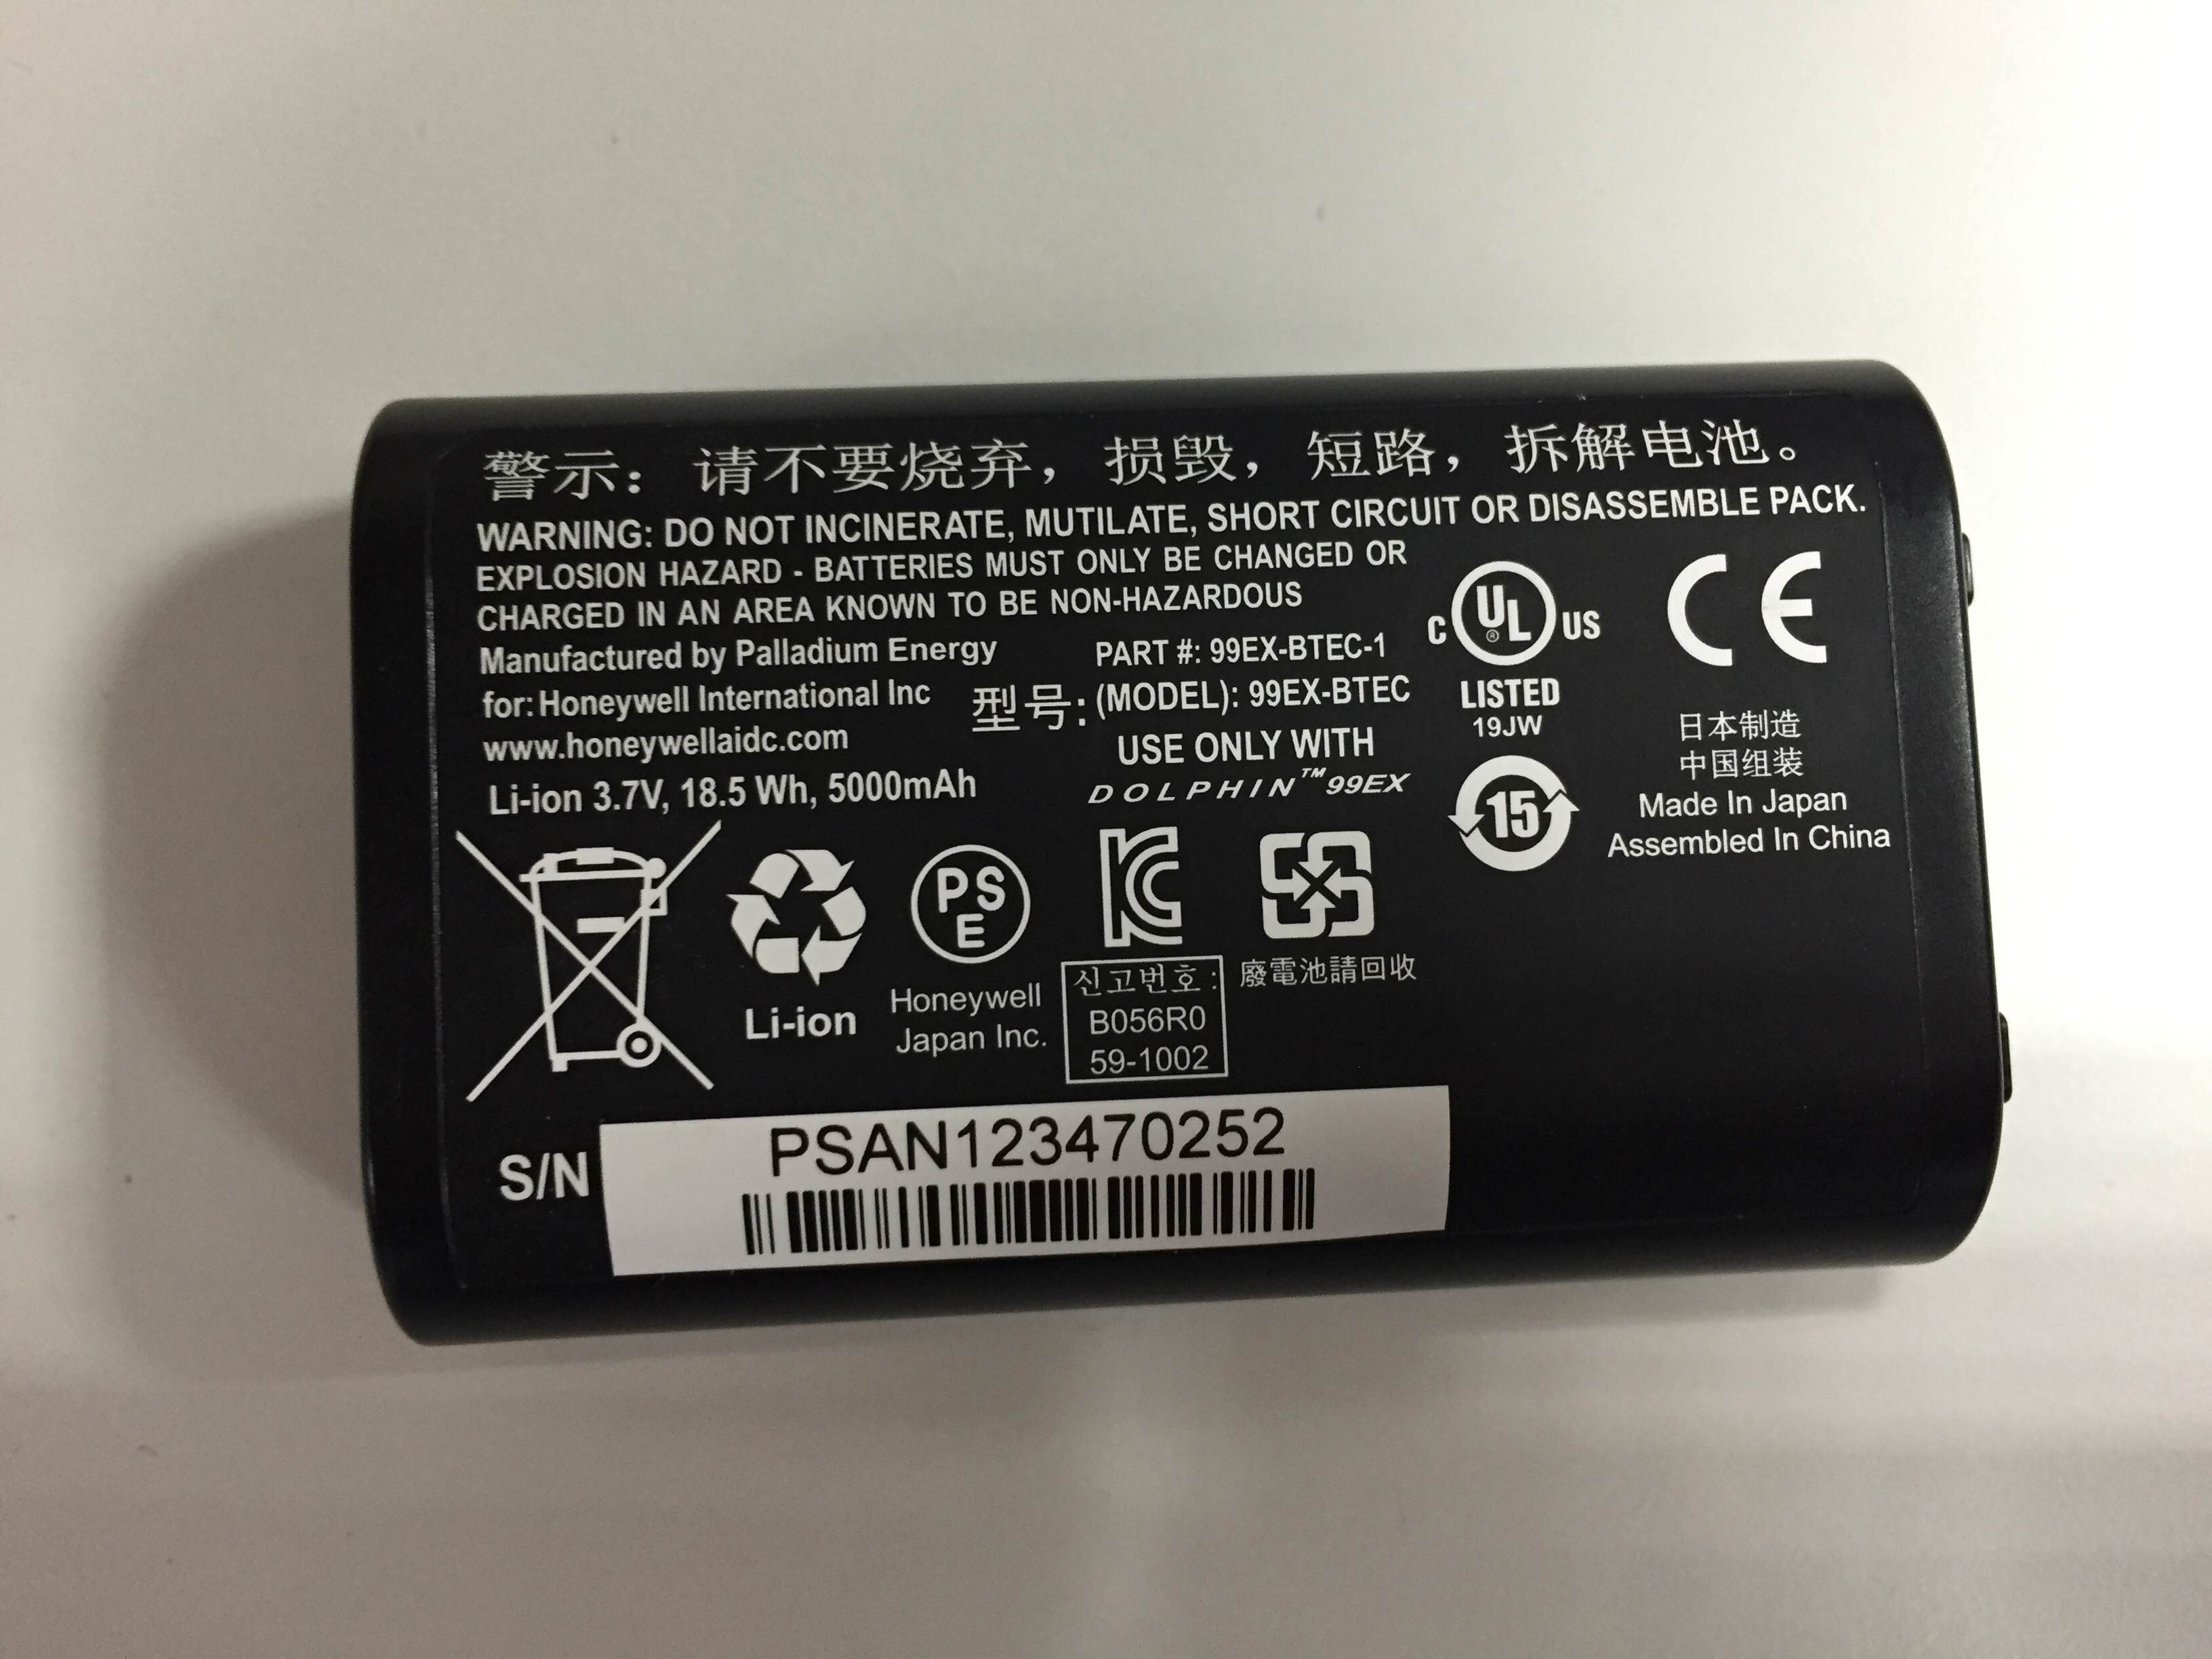 警示：请不要烧弃，损毁，短路，拆解电池。
WARNING: DO NOT INCINERATE, MUTILATE, SHORT CIRCUIT OR DISASSEMBLE PACK.
EXPLOSION HAZARD - BATTERIES MUST ONLY BE CHANGED OR
CHARGED IN AN AREA KNOWN TO BE NON-HAZARDOUS
Manufactured by Palladium Energy
for: Honeywell International Inc
www.honeywellaidc.com
Li-ion 3.7V, 18.5 Wh, 5000mAh
PART #: 99EX-BTEC-1
型号: (MODEL): 99EX-BTEC
USE ONLY WITH
DOLPHIN™99EX
C UL® US
LISTED
19JW
15
CE
日本制造
中国组装
Made In Japan
Assembled In China
Li-ion
PS
E
Honeywell
Japan Inc.
KC
신고번호 :
B056R0
59-1002
廢電池請回收
S/N
PSAN123470252